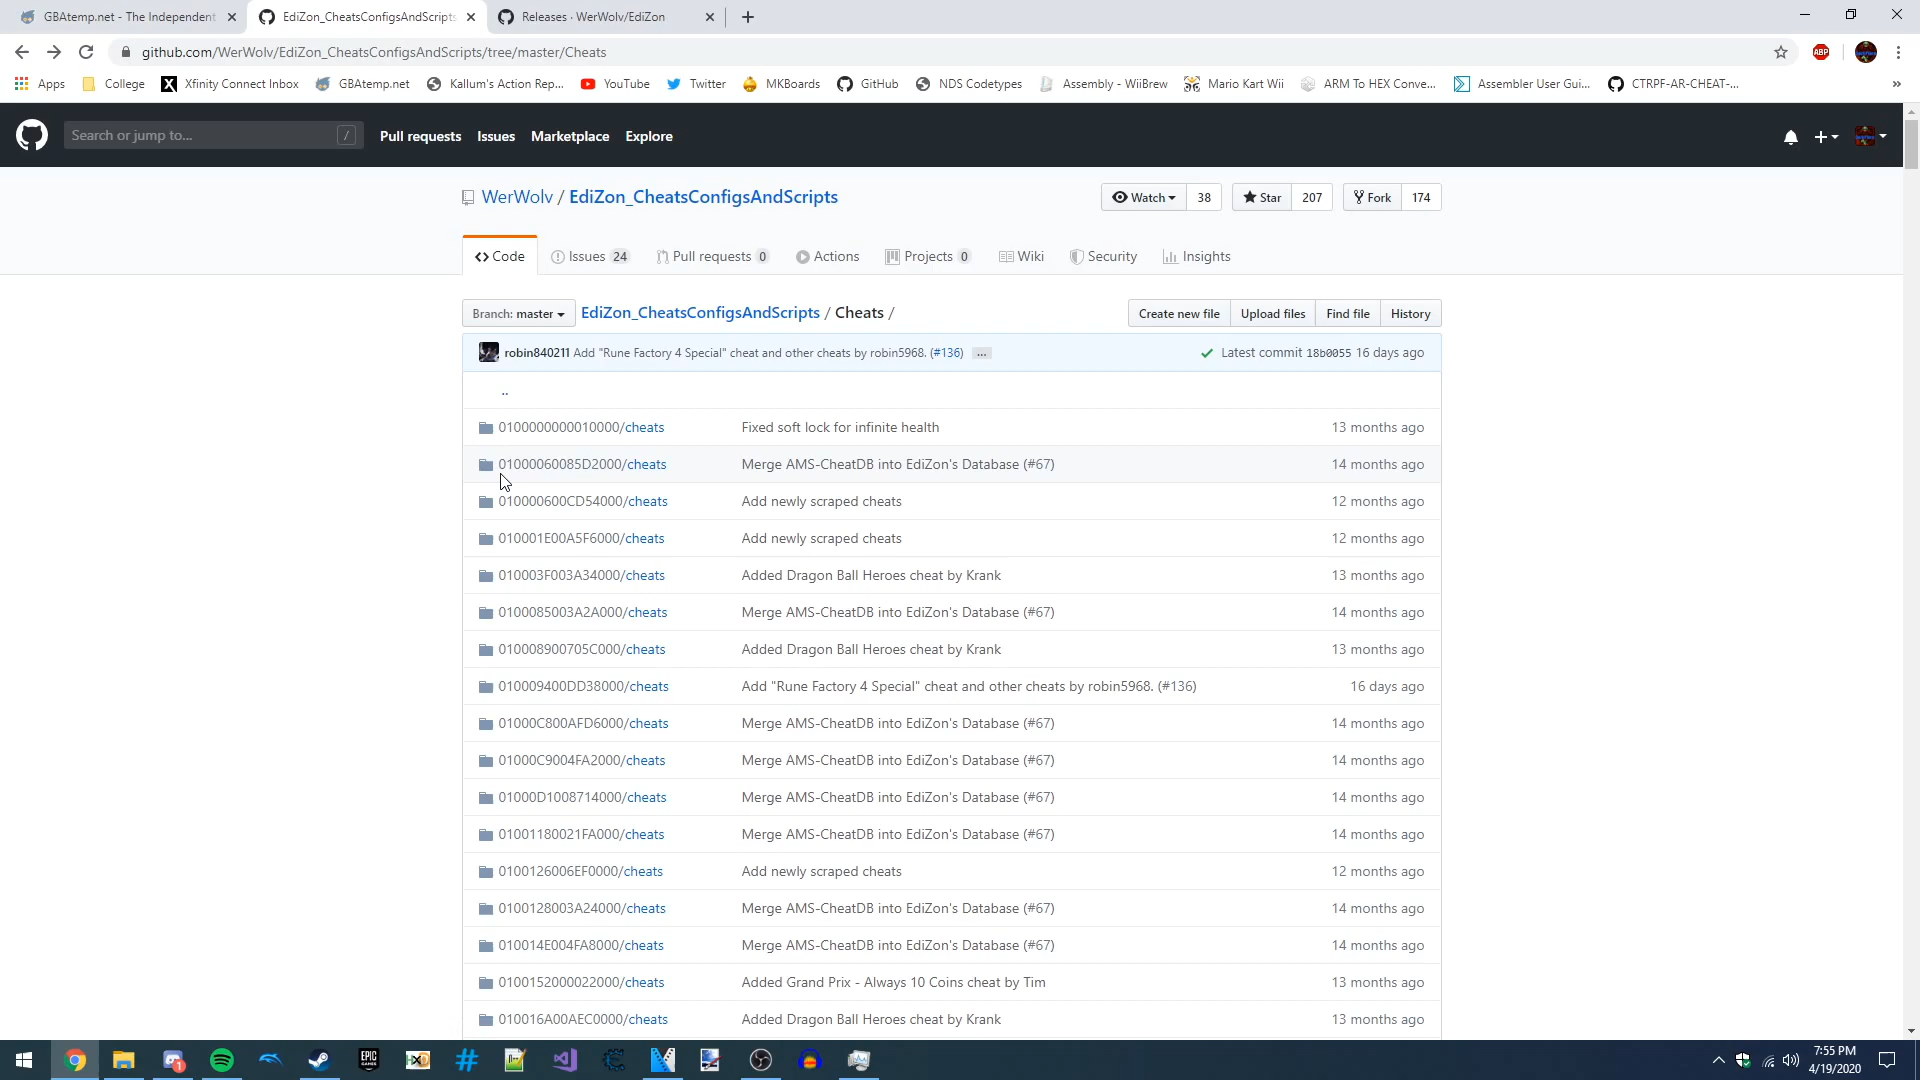 GBAtemp.net - The Independent
EdiZon_CheatsConfigsAndScripts
Releases · WerWolv/EdiZon
github.com/WerWolv/EdiZon_CheatsConfigsAndScripts/tree/master/Cheats
ABP
Apps College Xfinity Connect Inbox GBAtemp.net Kallum's Action Rep... YouTube Twitter MKBoards GitHub NDS Codetypes Assembly - WiiBrew Mario Kart Wii ARM To HEX Conve... Assembler User Gui... CTRPF-AR-CHEAT-... »
Search or jump to... / Pull requests Issues Marketplace Explore
WerWolv / EdiZon_CheatsConfigsAndScripts
Watch 38 Star 207 Fork 174
Code Issues 24 Pull requests 0 Actions Projects 0 Wiki Security Insights
Branch: master EdiZon_CheatsConfigsAndScripts / Cheats /
Create new file Upload files Find file History
robin840211 Add "Rune Factory 4 Special" cheat and other cheats by robin5968. (#136) ... Latest commit 18b0055 16 days ago
..
0100000000010000/cheats Fixed soft lock for infinite health 13 months ago
01000060085D2000/cheats Merge AMS-CheatDB into EdiZon's Database (#67) 14 months ago
010000600CD54000/cheats Add newly scraped cheats 12 months ago
010001E00A5F6000/cheats Add newly scraped cheats 12 months ago
010003F003A34000/cheats Added Dragon Ball Heroes cheat by Krank 13 months ago
0100085003A2A000/cheats Merge AMS-CheatDB into EdiZon's Database (#67) 14 months ago
010008900705C000/cheats Added Dragon Ball Heroes cheat by Krank 13 months ago
010009400DD38000/cheats Add "Rune Factory 4 Special" cheat and other cheats by robin5968. (#136) 16 days ago
01000C800AFD6000/cheats Merge AMS-CheatDB into EdiZon's Database (#67) 14 months ago
01000C9004FA2000/cheats Merge AMS-CheatDB into EdiZon's Database (#67) 14 months ago
01000D1008714000/cheats Merge AMS-CheatDB into EdiZon's Database (#67) 14 months ago
01001180021FA000/cheats Merge AMS-CheatDB into EdiZon's Database (#67) 14 months ago
0100126006EF0000/cheats Add newly scraped cheats 12 months ago
0100128003A24000/cheats Merge AMS-CheatDB into EdiZon's Database (#67) 14 months ago
010014E004FA8000/cheats Merge AMS-CheatDB into EdiZon's Database (#67) 14 months ago
0100152000022000/cheats Added Grand Prix - Always 10 Coins cheat by Tim 13 months ago
010016A00AEC0000/cheats Added Dragon Ball Heroes cheat by Krank 13 months ago
EPIC GAMES
7:55 PM
4/19/2020